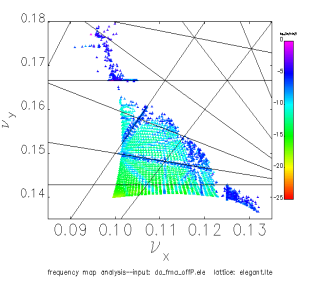 0.18
0.17
0.16
0.15
0.14
ν_y
0.09 0.10 0.11 0.12 0.13
ν_x
0
-5
-10
-15
-20
-25
frequency map analysis--input: da_fma_offP.ele lattice: elegant.lte